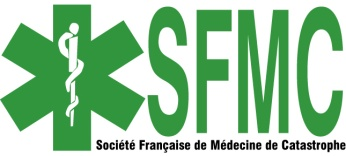 SFMC
Société Française de Médecine de Catastrophe